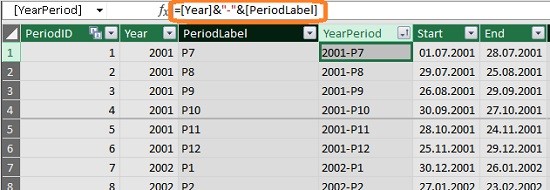 [YearPeriod] fx =[Year]&"-"&[PeriodLabel]
PeriodID Year PeriodLabel YearPeriod Start End
1 1 2001 P7 2001-P7 01.07.2001 28.07.2001
2 2 2001 P8 2001-P8 29.07.2001 25.08.2001
3 3 2001 P9 2001-P9 26.08.2001 29.09.2001
4 4 2001 P10 2001-P10 30.09.2001 27.10.2001
5 5 2001 P11 2001-P11 28.10.2001 24.11.2001
6 6 2001 P12 2001-P12 25.11.2001 29.12.2001
7 7 2002 P1 2002-P1 30.12.2001 26.01.2002
8 8 2002 P2 2002-P2 27.01.2002 23.02.2002